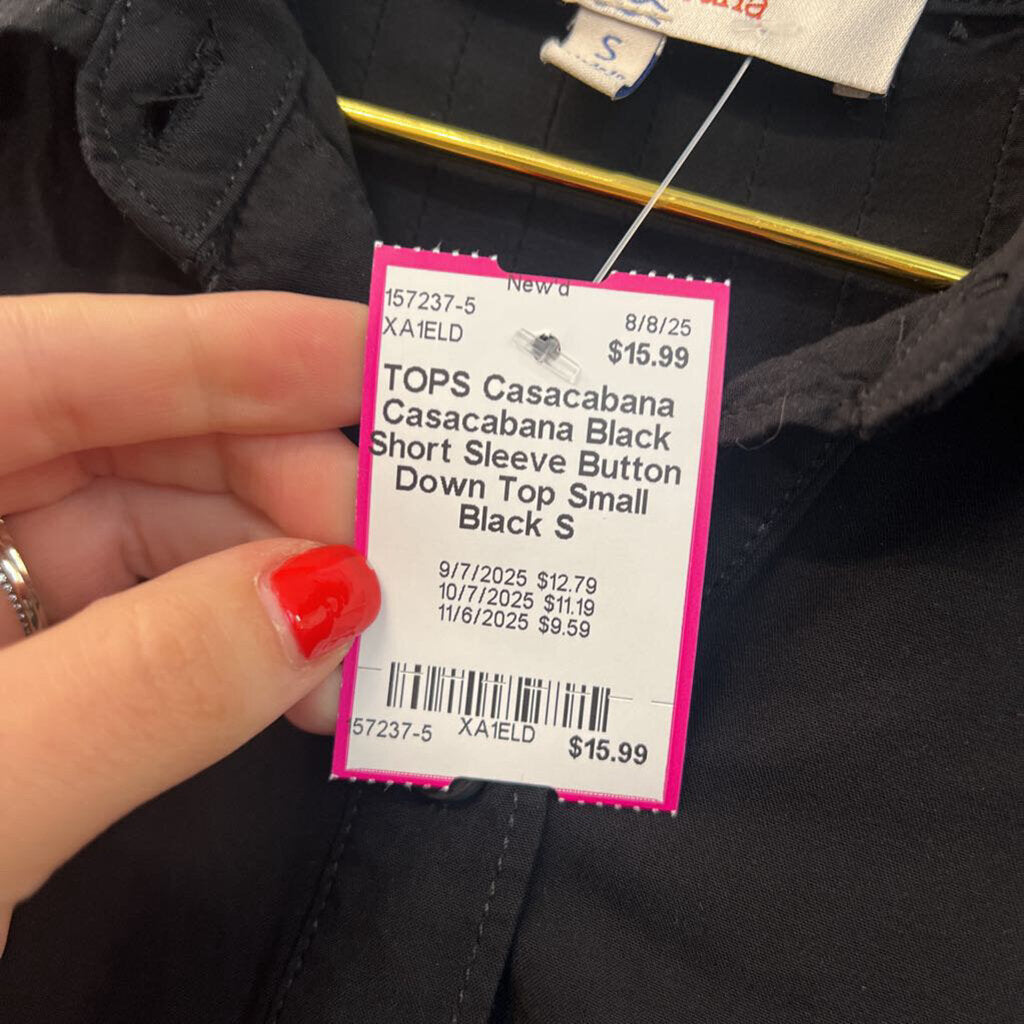 S
New'd
157237-5
8/8/25
XA1ELD
$15.99
TOPS Casacabana
Casacabana Black
Short Sleeve Button
Down Top Small
Black S
9/7/2025 $12.79
10/7/2025 $11.19
11/6/2025 $9.59
157237-5 XA1ELD $15.99